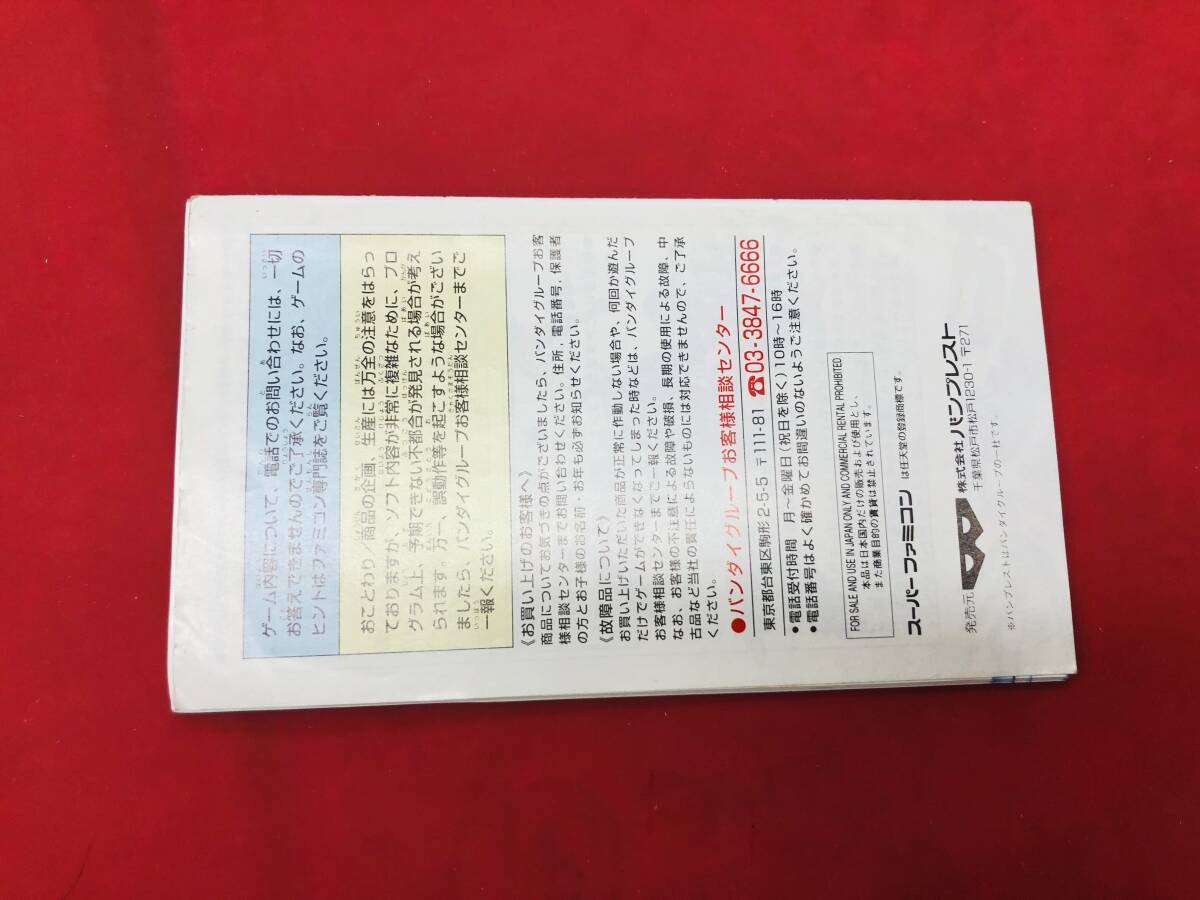 ゲーム内容について、電話でのお問い合わせには、一切
お答えできませんのでご了承ください。なお、ゲームの
ヒントはファミコン専門誌をご覧ください。
おことわり／商品の企画、生産には万全の注意をはらっ
ておりますが、ソフト内容が非常に複雑なために、プロ
グラム上、予期できない不都合が発見される場合が考え
られます。万一、誤動作等を起こすような場合がござい
ましたら、バンダイグループお客様相談センターまでご
一報ください。
《お買い上げのお客様へ》
商品についてお気づきの点がございましたら、バンダイグループお客
様相談センターまでお問い合わせください。住所、電話番号、保護者
の方とお子様のお名前・お年も必ずお知らせください。
《故障品について》
お買い上げいただいた商品が正常に作動しない場合や、何回か遊んだ
だけでゲームができなくなってしまった時などは、バンダイグループ
お客様相談センターまでご一報ください。
なお、お客様の不注意による故障や破損、長期の使用による故障、中
古品など当社の責任によらないものには対応できませんので、ご了承
ください。
●バンダイグループお客様相談センター ☎03-3847-6666
東京都台東区駒形2-5-5 〒111-81
●電話受付時間 月〜金曜日(祝日を除く)10時〜16時
●電話番号はよく確かめてお間違いのないようご注意ください。
FOR SALE AND USE IN JAPAN ONLY AND COMMERCIAL RENTAL PROHIBITED
本品は日本国内だけの販売および使用とし、
また商業目的の賃貸は禁止されています。
スーパーファミコン は任天堂の登録商標です。
発売元 株式会社バンプレスト
千葉県松戸市松戸1230-1 〒271
※バンプレストはバンダイグループの一社です。